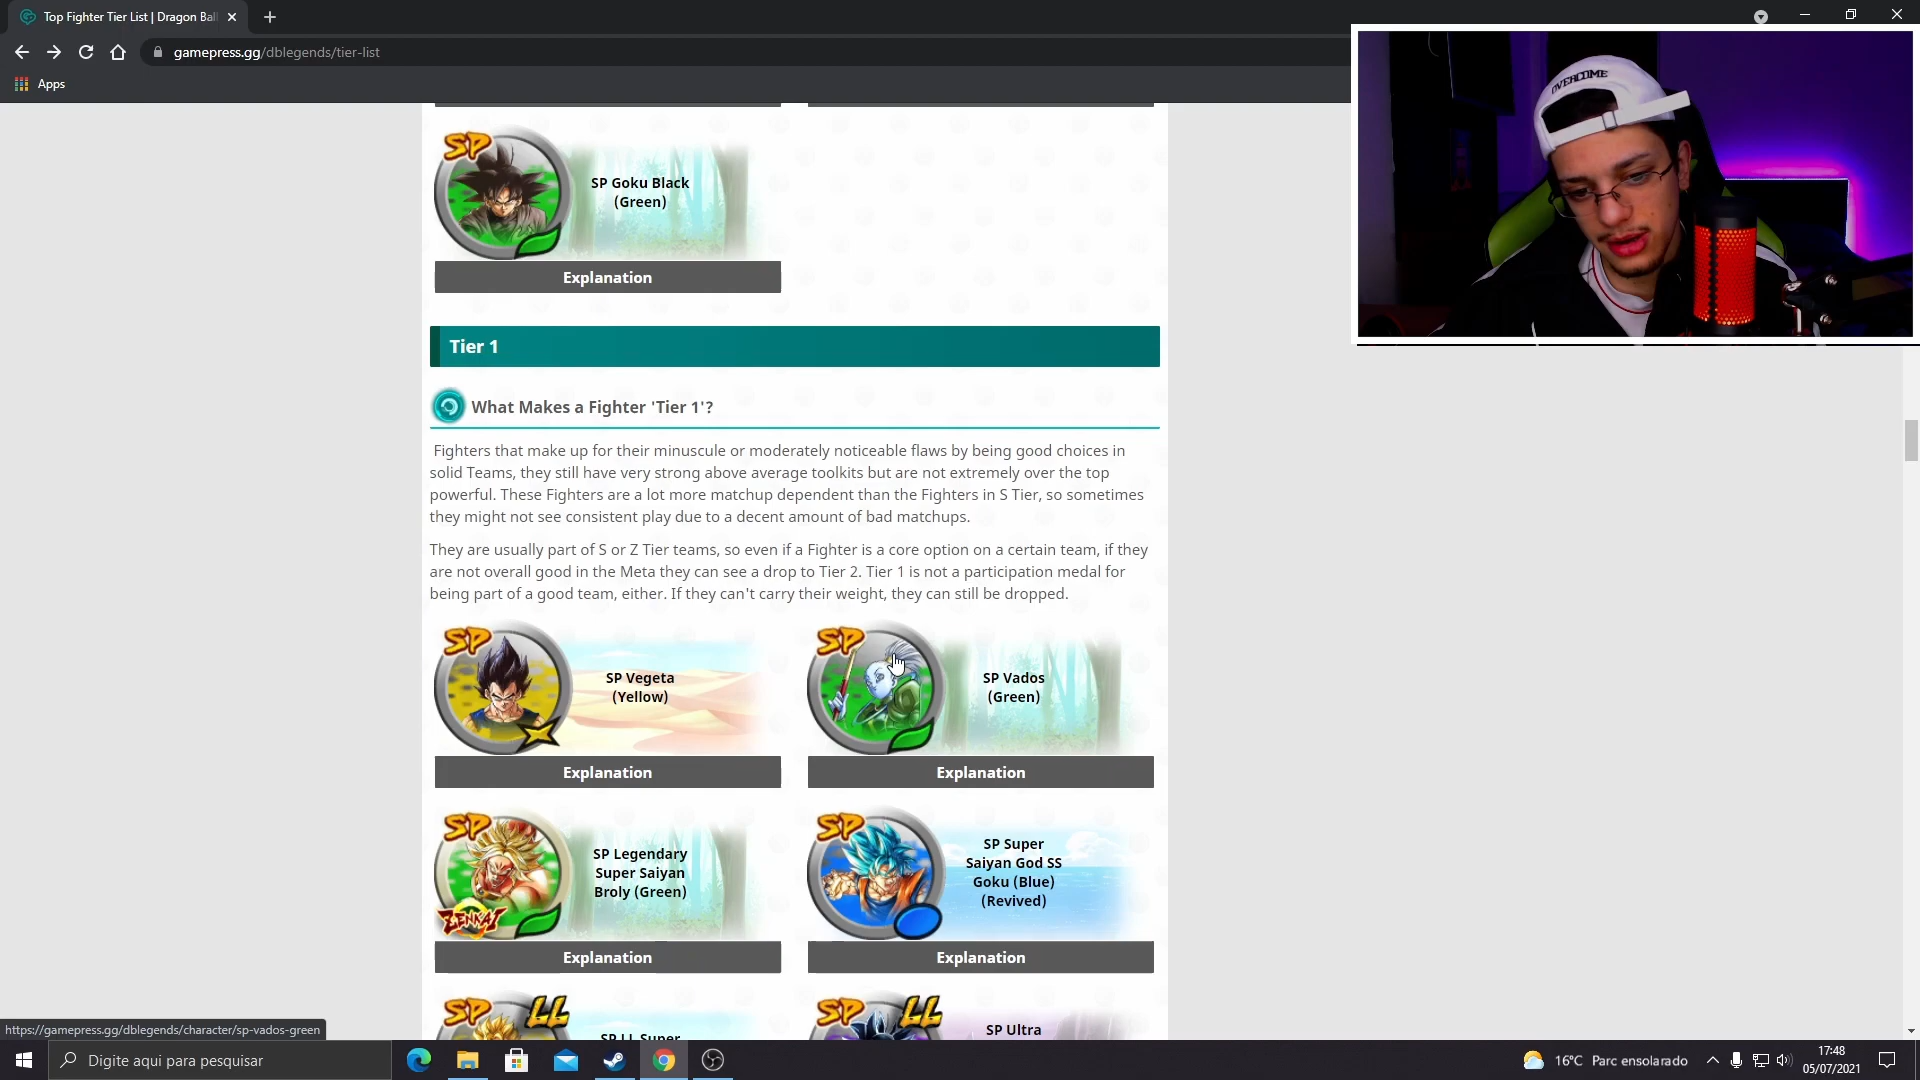 Top Fighter Tier List | Dragon Ball
gamepress.gg/dblegends/tier-list
Apps
OVERCOME
SP
SP Goku Black
(Green)
Explanation
Tier 1
What Makes a Fighter 'Tier 1'?
Fighters that make up for their minuscule or moderately noticeable flaws by being good choices in
solid Teams, they still have very strong above average toolkits but are not extremely over the top
powerful. These Fighters are a lot more matchup dependent than the Fighters in S Tier, so sometimes
they might not see consistent play due to a decent amount of bad matchups.
They are usually part of S or Z Tier teams, so even if a Fighter is a core option on a certain team, if they
are not overall good in the Meta they can see a drop to Tier 2. Tier 1 is not a participation medal for
being part of a good team, either. If they can't carry their weight, they can still be dropped.
SP
SP Vegeta
(Yellow)
Explanation
SP
SP Vados
(Green)
Explanation
SP
ZENKAI
SP Legendary
Super Saiyan
Broly (Green)
Explanation
SP
SP Super
Saiyan God SS
Goku (Blue)
(Revived)
Explanation
SP LL
SP LL Super
SP LL
SP Ultra
https://gamepress.gg/dblegends/character/sp-vados-green
Digite aqui para pesquisar
16°C Parc ensolarado
17:48
05/07/2021